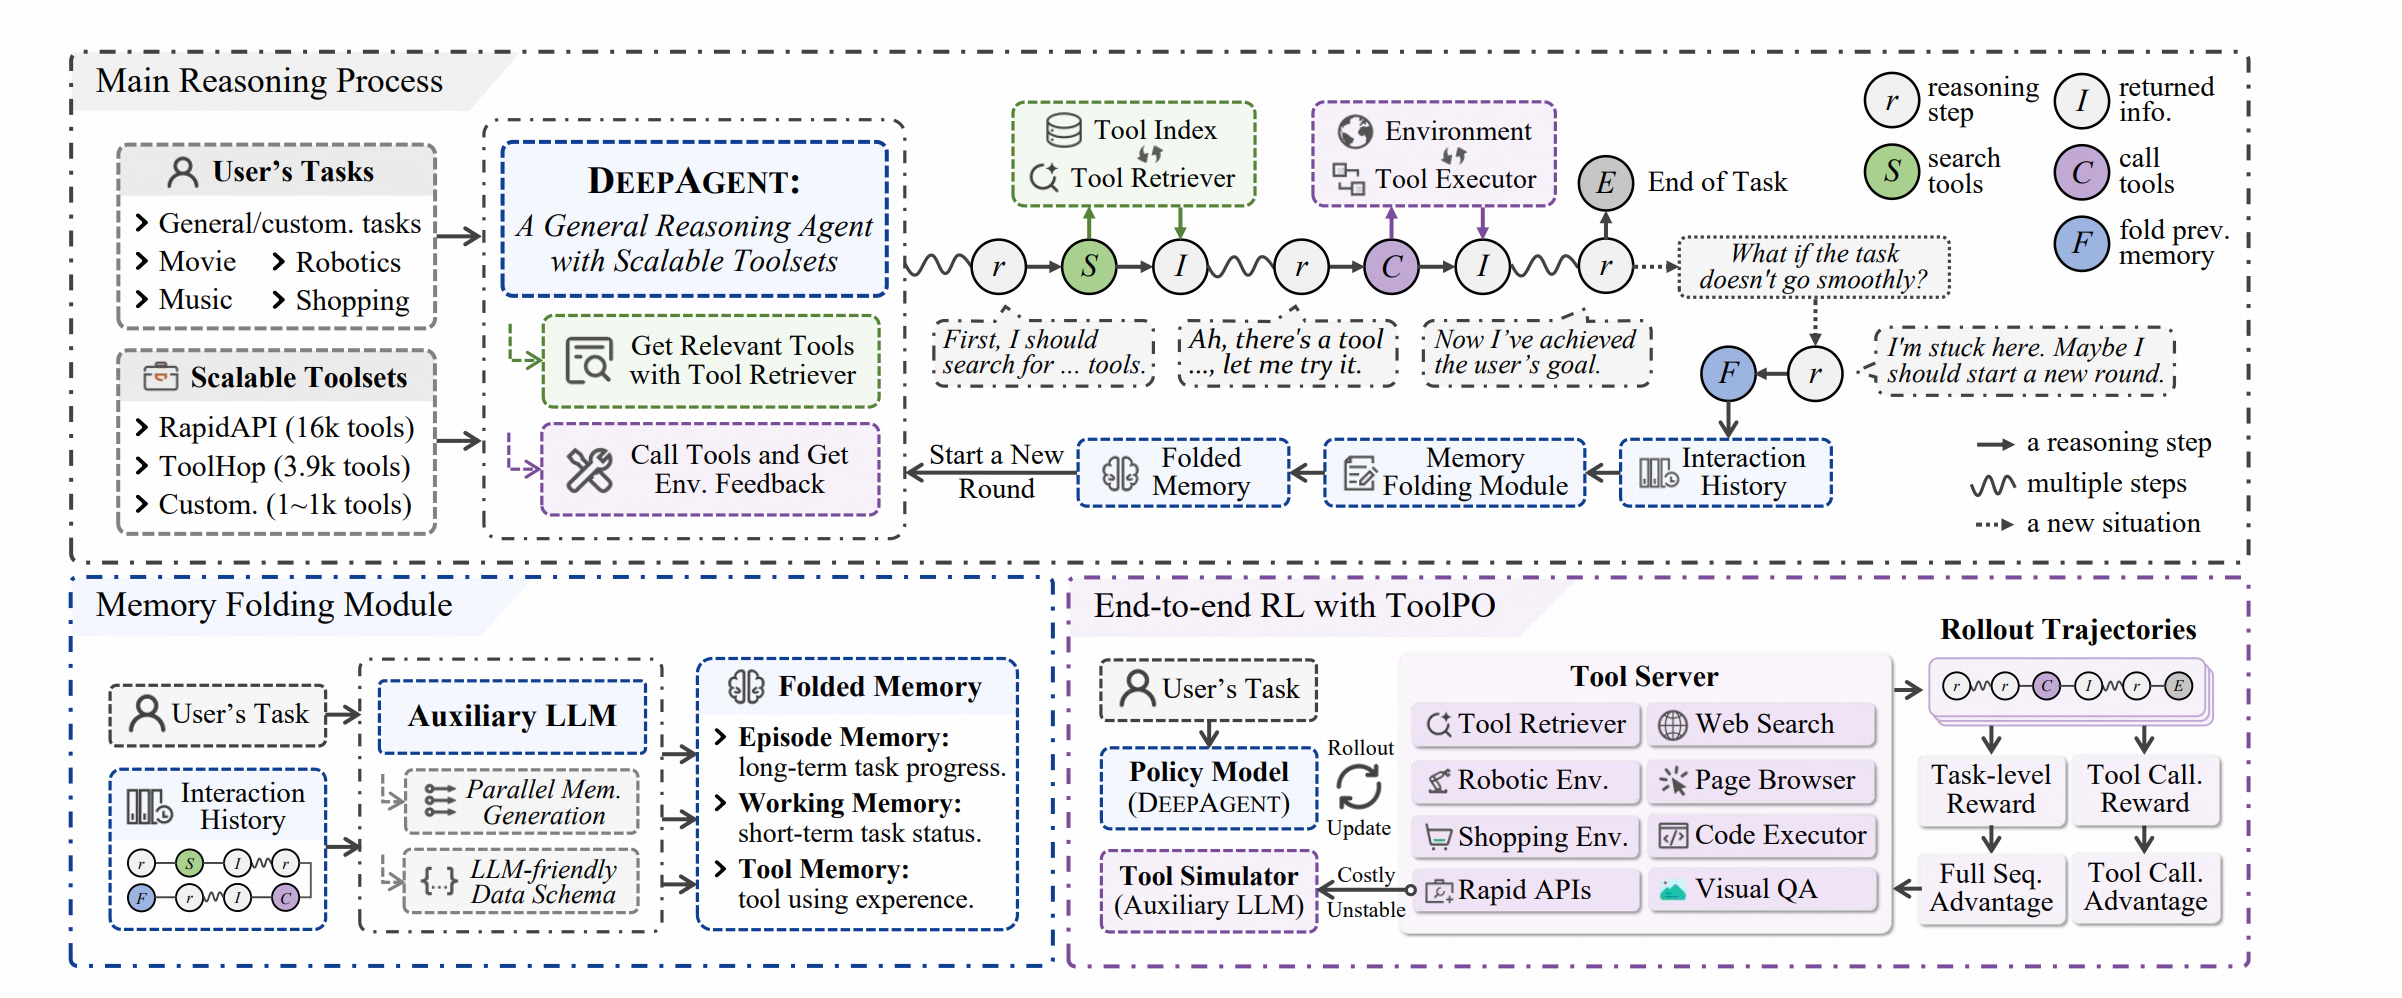 Main Reasoning Process
User's Tasks
General/custom. tasks
Movie
Robotics
Music
Shopping
Scalable Toolsets
RapidAPI (16k tools)
ToolHop (3.9k tools)
Custom. (1~1k tools)
DEEPAGENT:
A General Reasoning Agent
with Scalable Toolsets
Get Relevant Tools
with Tool Retriever
Call Tools and Get
Env. Feedback
Tool Index
Tool Retriever
Environment
Tool Executor
E
End of Task
r
S
I
r
C
I
r
First, I should
search for ... tools.
Ah, there's a tool
..., let me try it.
Now I've achieved
the user's goal.
What if the task
doesn't go smoothly?
F
r
I'm stuck here. Maybe I
should start a new round.
Start a New
Round
Folded
Memory
Memory
Folding Module
Interaction
History
r
reasoning
step
I
returned
info.
S
search
tools
C
call
tools
F
fold prev.
memory
a reasoning step
multiple steps
a new situation
Memory Folding Module
User's Task
Interaction
History
r
S
I
r
F
r
I
C
Auxiliary LLM
Parallel Mem.
Generation
{...}
LLM-friendly
Data Schema
Folded Memory
Episode Memory:
long-term task progress.
Working Memory:
short-term task status.
Tool Memory:
tool using experence.
End-to-end RL with ToolPO
User's Task
Policy Model
(DEEPAGENT)
Tool Simulator
(Auxiliary LLM)
Rollout
Update
Costly
Unstable
Tool Server
Tool Retriever
Web Search
Robotic Env.
Page Browser
Shopping Env.
Code Executor
Rapid APIs
Visual QA
Rollout Trajectories
r
r
C
I
r
E
Task-level
Reward
Tool Call.
Reward
Full Seq.
Advantage
Tool Call.
Advantage